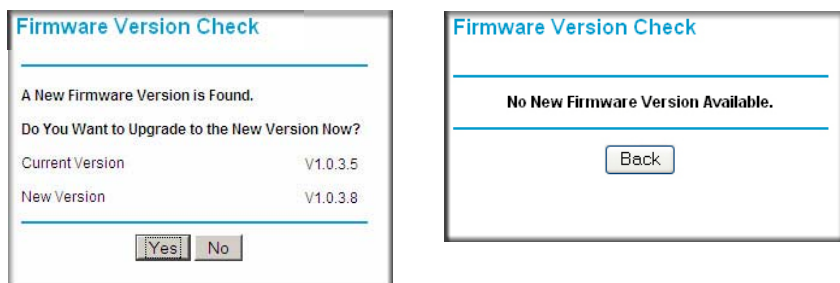 Firmware Version Check
A New Firmware Version is Found.
Do You Want to Upgrade to the New Version Now?
Current Version V1.0.3.5
New Version V1.0.3.8
Yes No
Firmware Version Check
No New Firmware Version Available.
Back